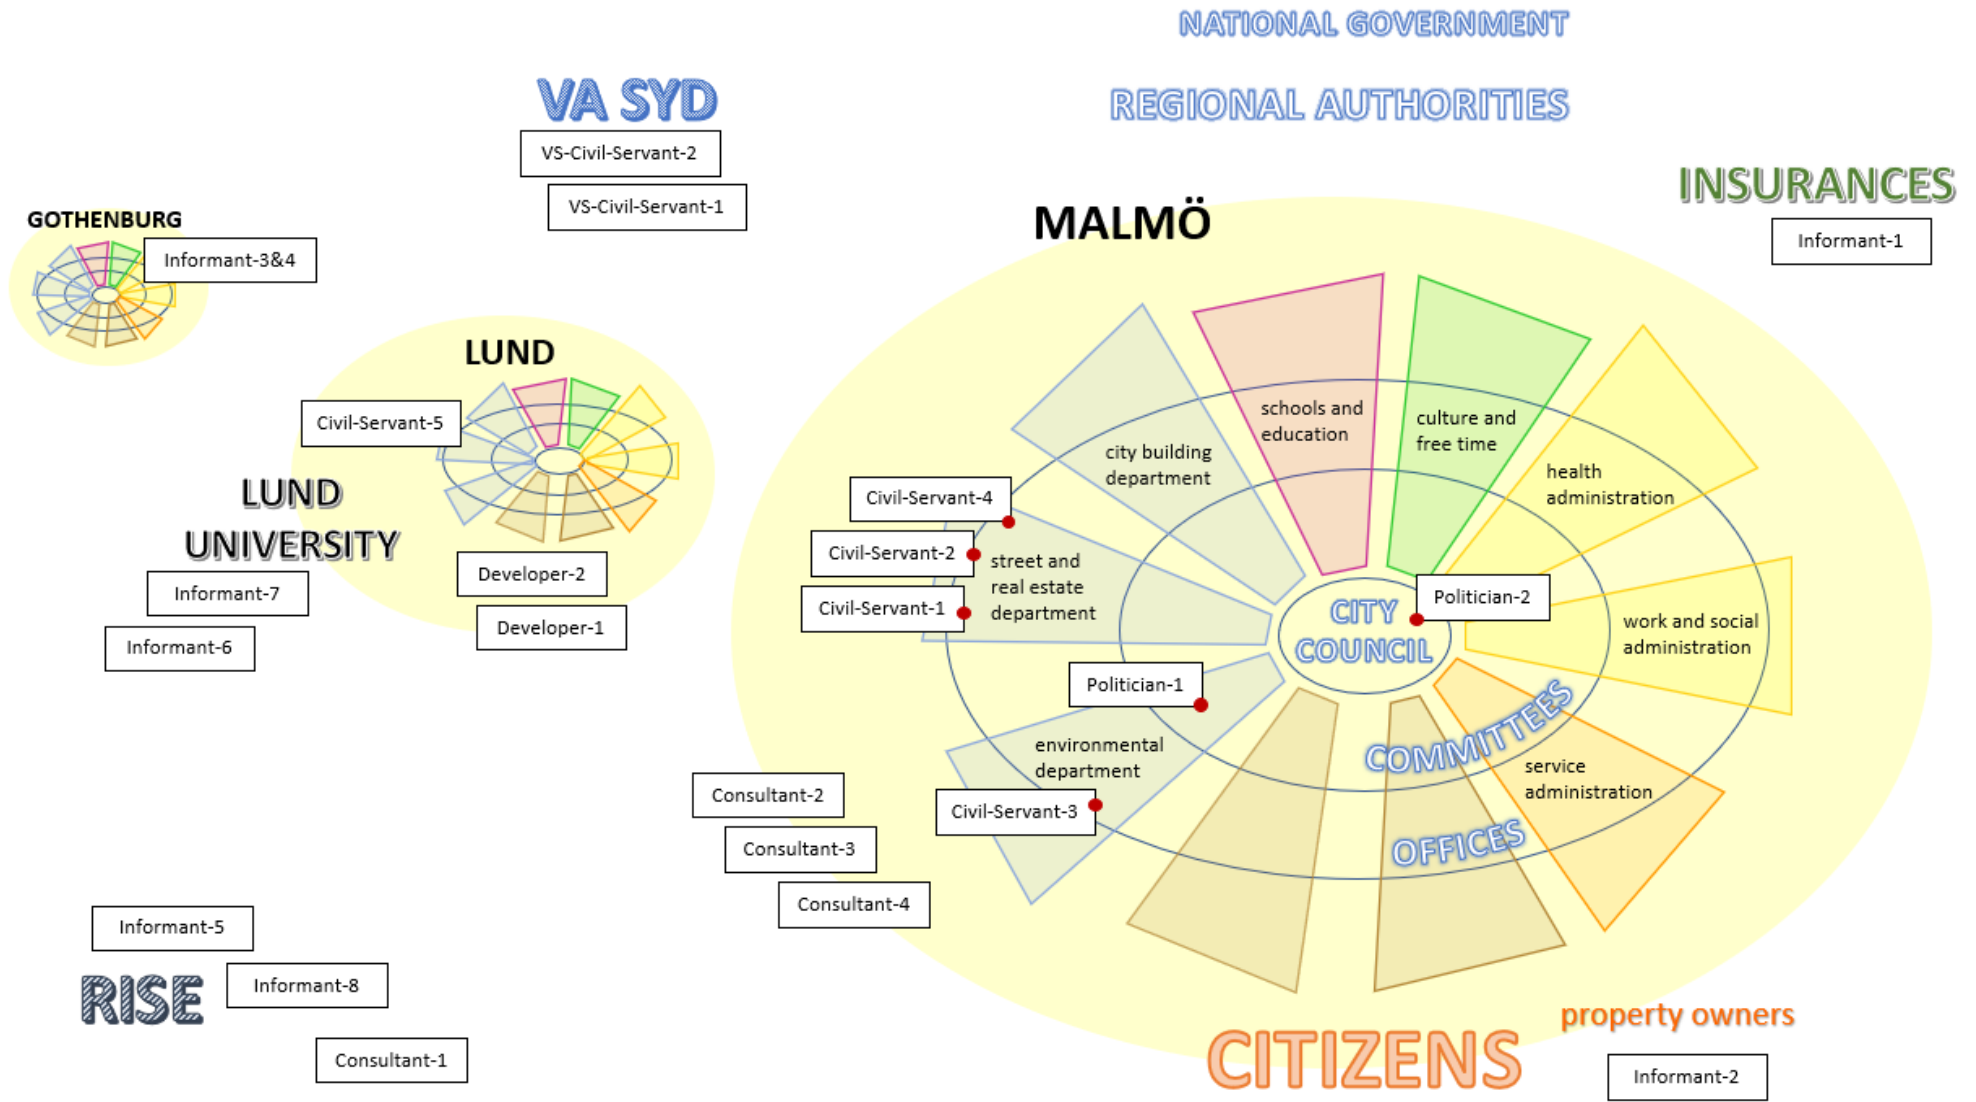 NATIONAL GOVERNMENT
REGIONAL AUTHORITIES
VA SYD
VS-Civil-Servant-2
VS-Civil-Servant-1
INSURANCES
Informant-1
GOTHENBURG
Informant-3&4
MALMÖ
LUND
Civil-Servant-5
LUND
UNIVERSITY
Informant-7
Informant-6
Developer-2
Developer-1
schools and
education
culture and
free time
city building
department
health
administration
Civil-Servant-4
Civil-Servant-2
Civil-Servant-1
street and
real estate
department
CITY
COUNCIL
Politician-2
work and social
administration
Politician-1
environmental
department
Civil-Servant-3
COMMITTEES
service
administration
OFFICES
Consultant-2
Consultant-3
Consultant-4
Informant-5
RISE
Informant-8
Consultant-1
CITIZENS
property owners
Informant-2